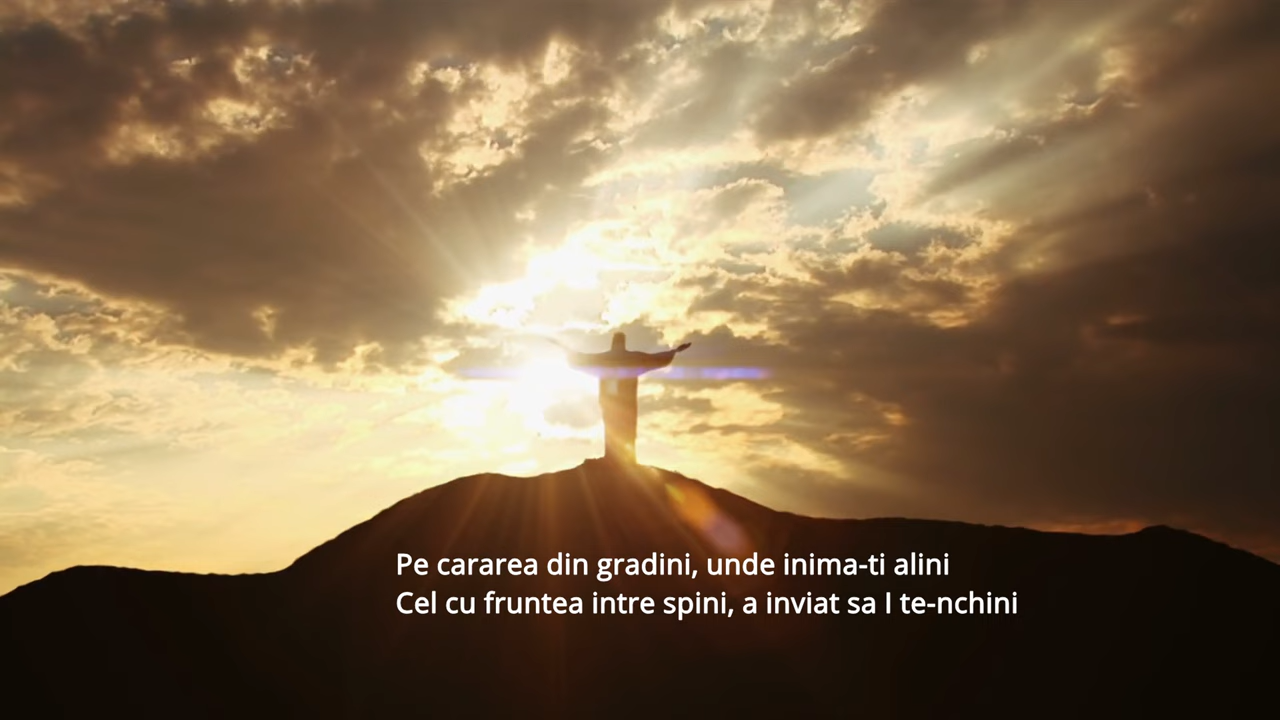 Pe cararea din gradini, unde inima-ti alini
Cel cu fruntea intre spini, a inviat sa I te-nchini